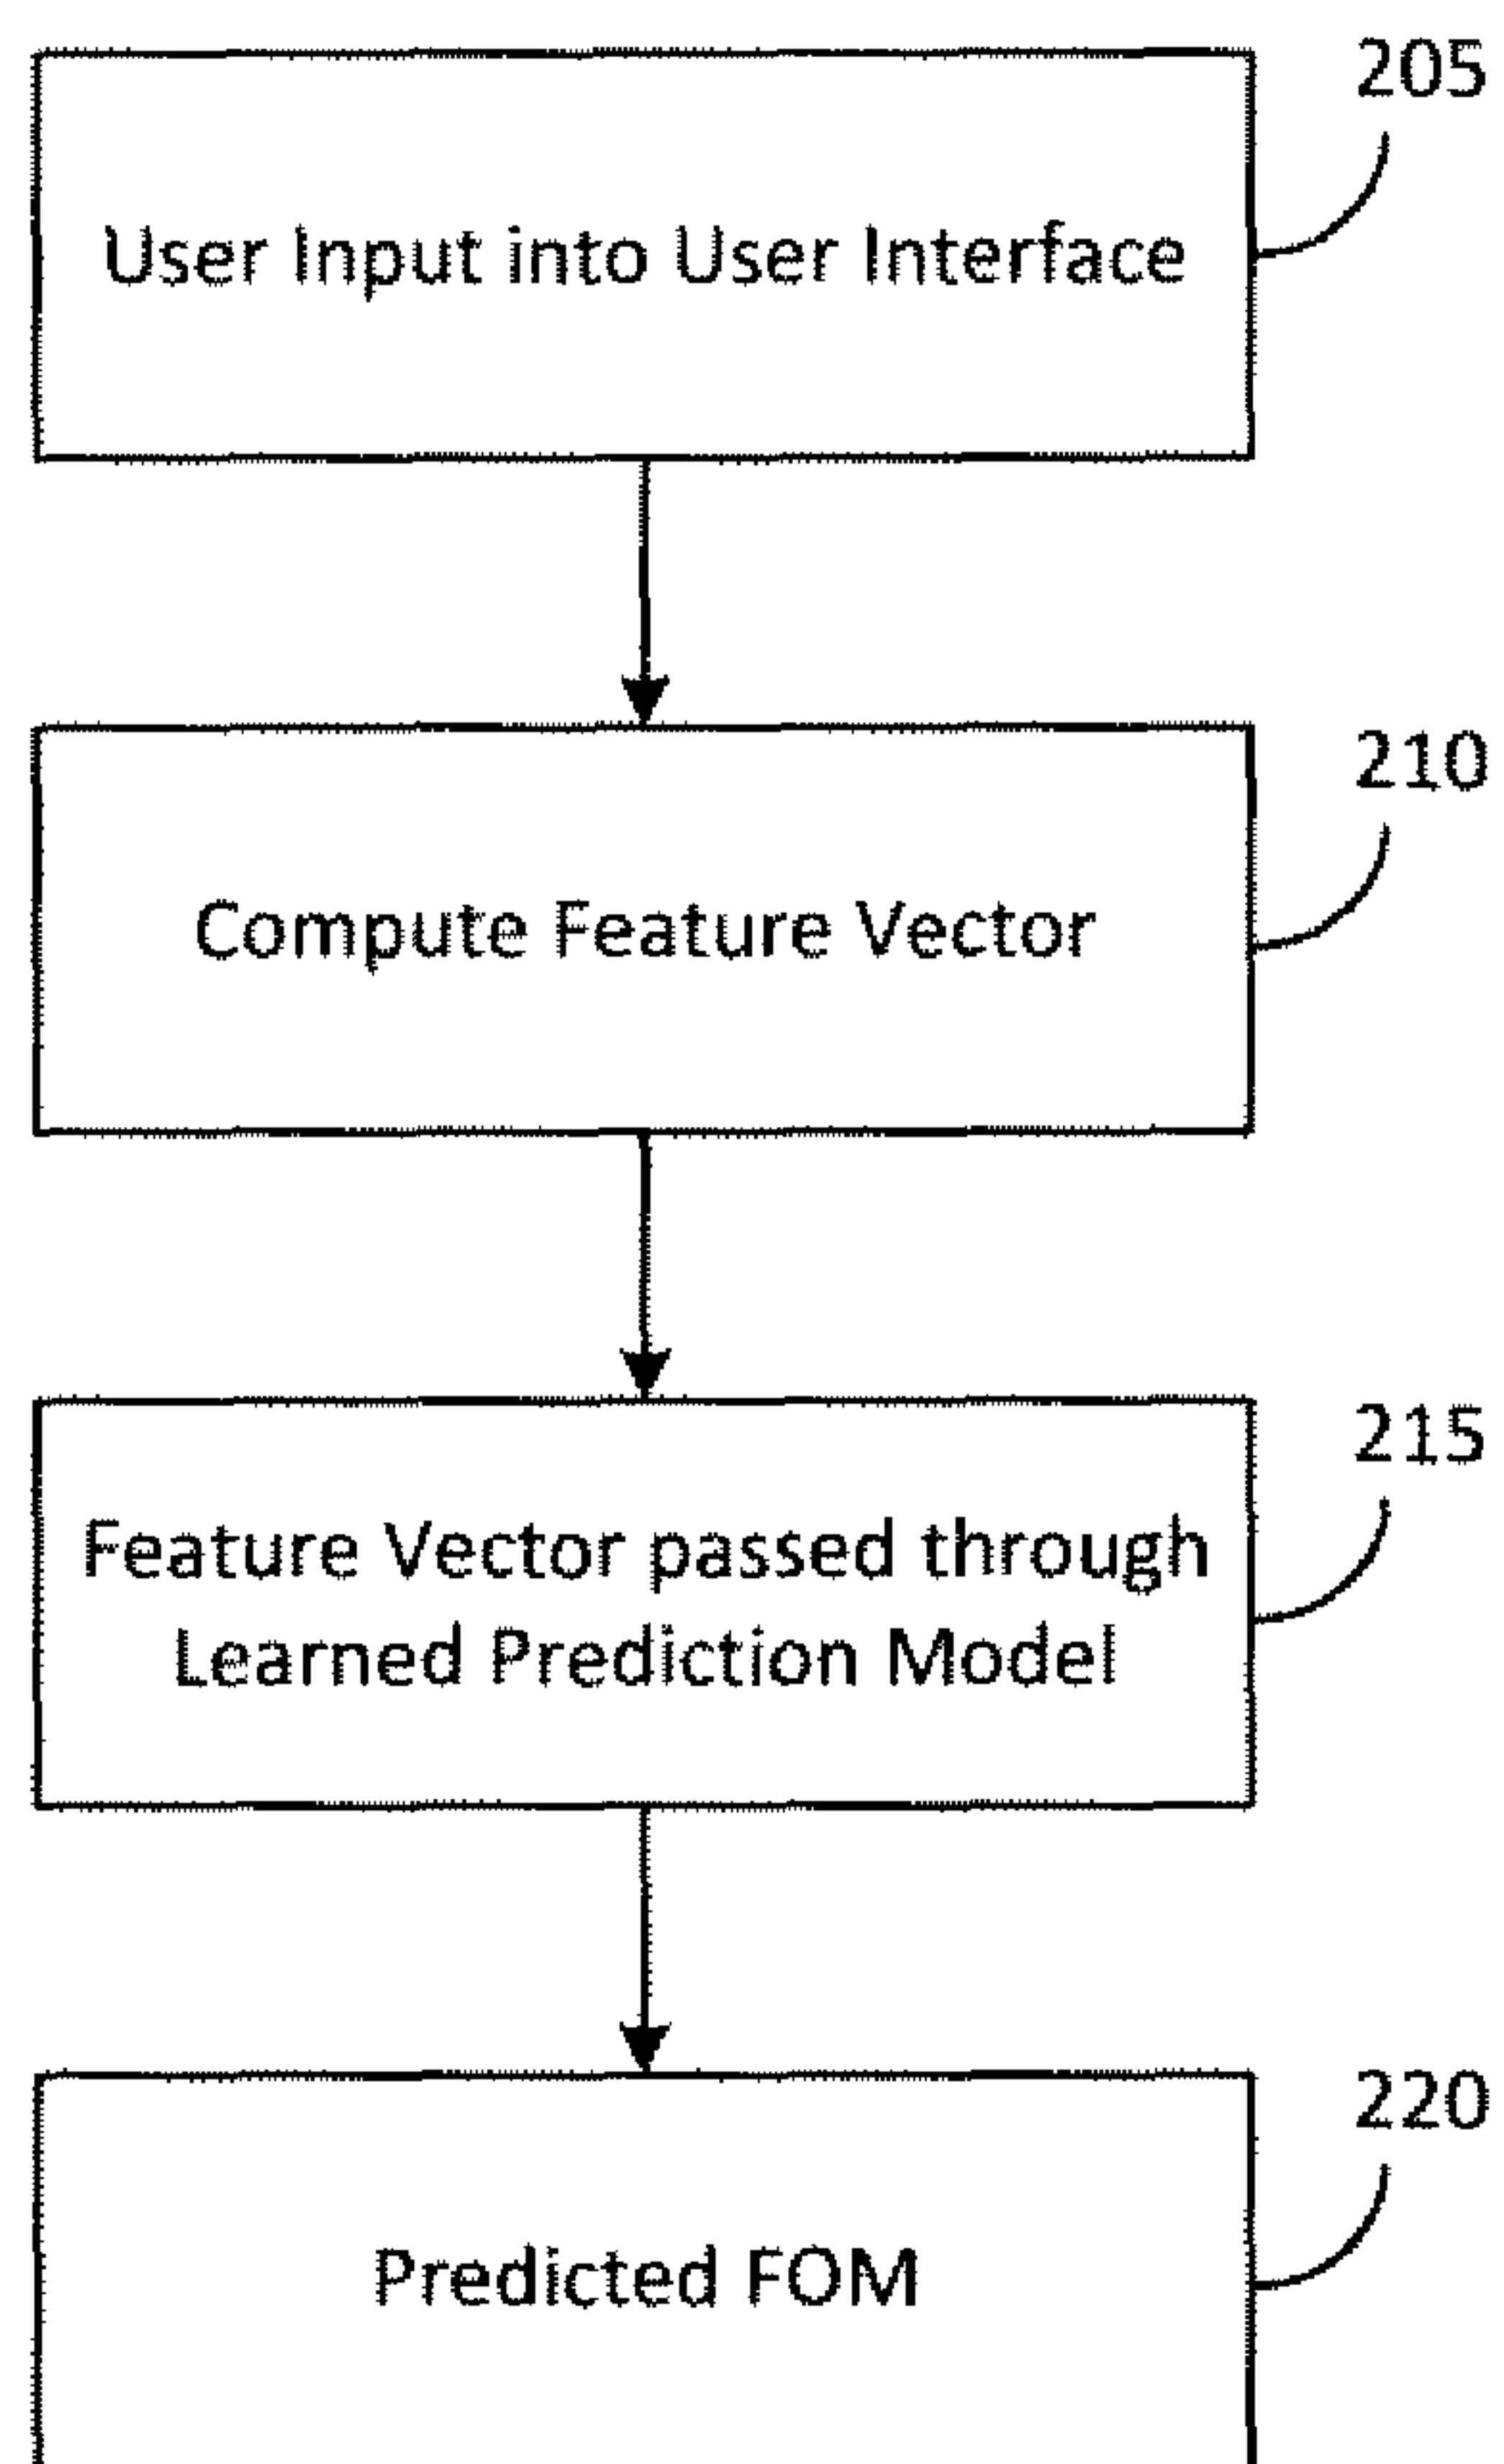 205
User Input into User Interface
210
Compute Feature Vector
215
Feature Vector passed through
Learned Prediction Model
220
Predicted FOM